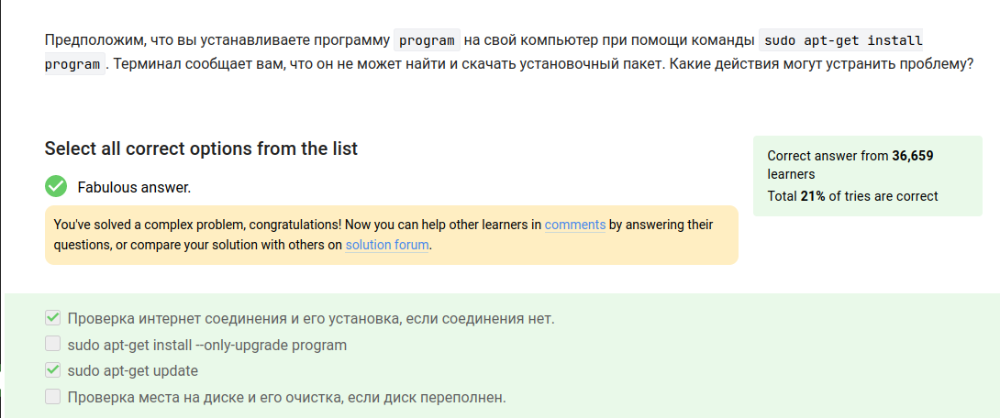 Предположим, что вы устанавливаете программу program на свой компьютер при помощи команды sudo apt-get install
program. Терминал сообщает вам, что он не может найти и скачать установочный пакет. Какие действия могут устранить проблему?
Select all correct options from the list
Fabulous answer.
You've solved a complex problem, congratulations! Now you can help other learners in comments by answering their
questions, or compare your solution with others on solution forum.
Correct answer from 36,659
learners
Total 21% of tries are correct
Проверка интернет соединения и его установка, если соединения нет.
sudo apt-get install --only-upgrade program
sudo apt-get update
Проверка места на диске и его очистка, если диск переполнен.